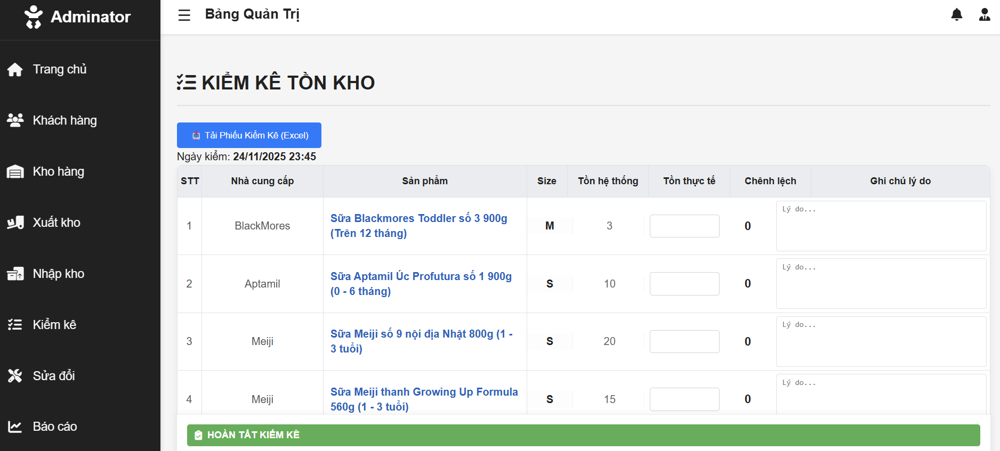 Adminator
Bảng Quản Trị
Trang chủ
Khách hàng
Kho hàng
Xuất kho
Nhập kho
Kiểm kê
Sửa đổi
Báo cáo
KIỂM KÊ TỒN KHO
Tải Phiếu Kiểm Kê (Excel)
Ngày kiểm: 24/11/2025 23:45
STT Nhà cung cấp Sản phẩm Size Tồn hệ thống Tồn thực tế Chênh lệch Ghi chú lý do
1 BlackMores Sữa Blackmores Toddler số 3 900g M 3 0 Lý do...
(Trên 12 tháng)
2 Aptamil Sữa Aptamil Úc Profutura số 1 900g S 10 0 Lý do...
(0 - 6 tháng)
3 Meiji Sữa Meiji số 9 nội địa Nhật 800g (1 - S 20 0 Lý do...
3 tuổi)
4 Meiji Sữa Meiji thanh Growing Up Formula S 15 0 Lý do...
560g (1 - 3 tuổi)
HOÀN TẤT KIỂM KÊ